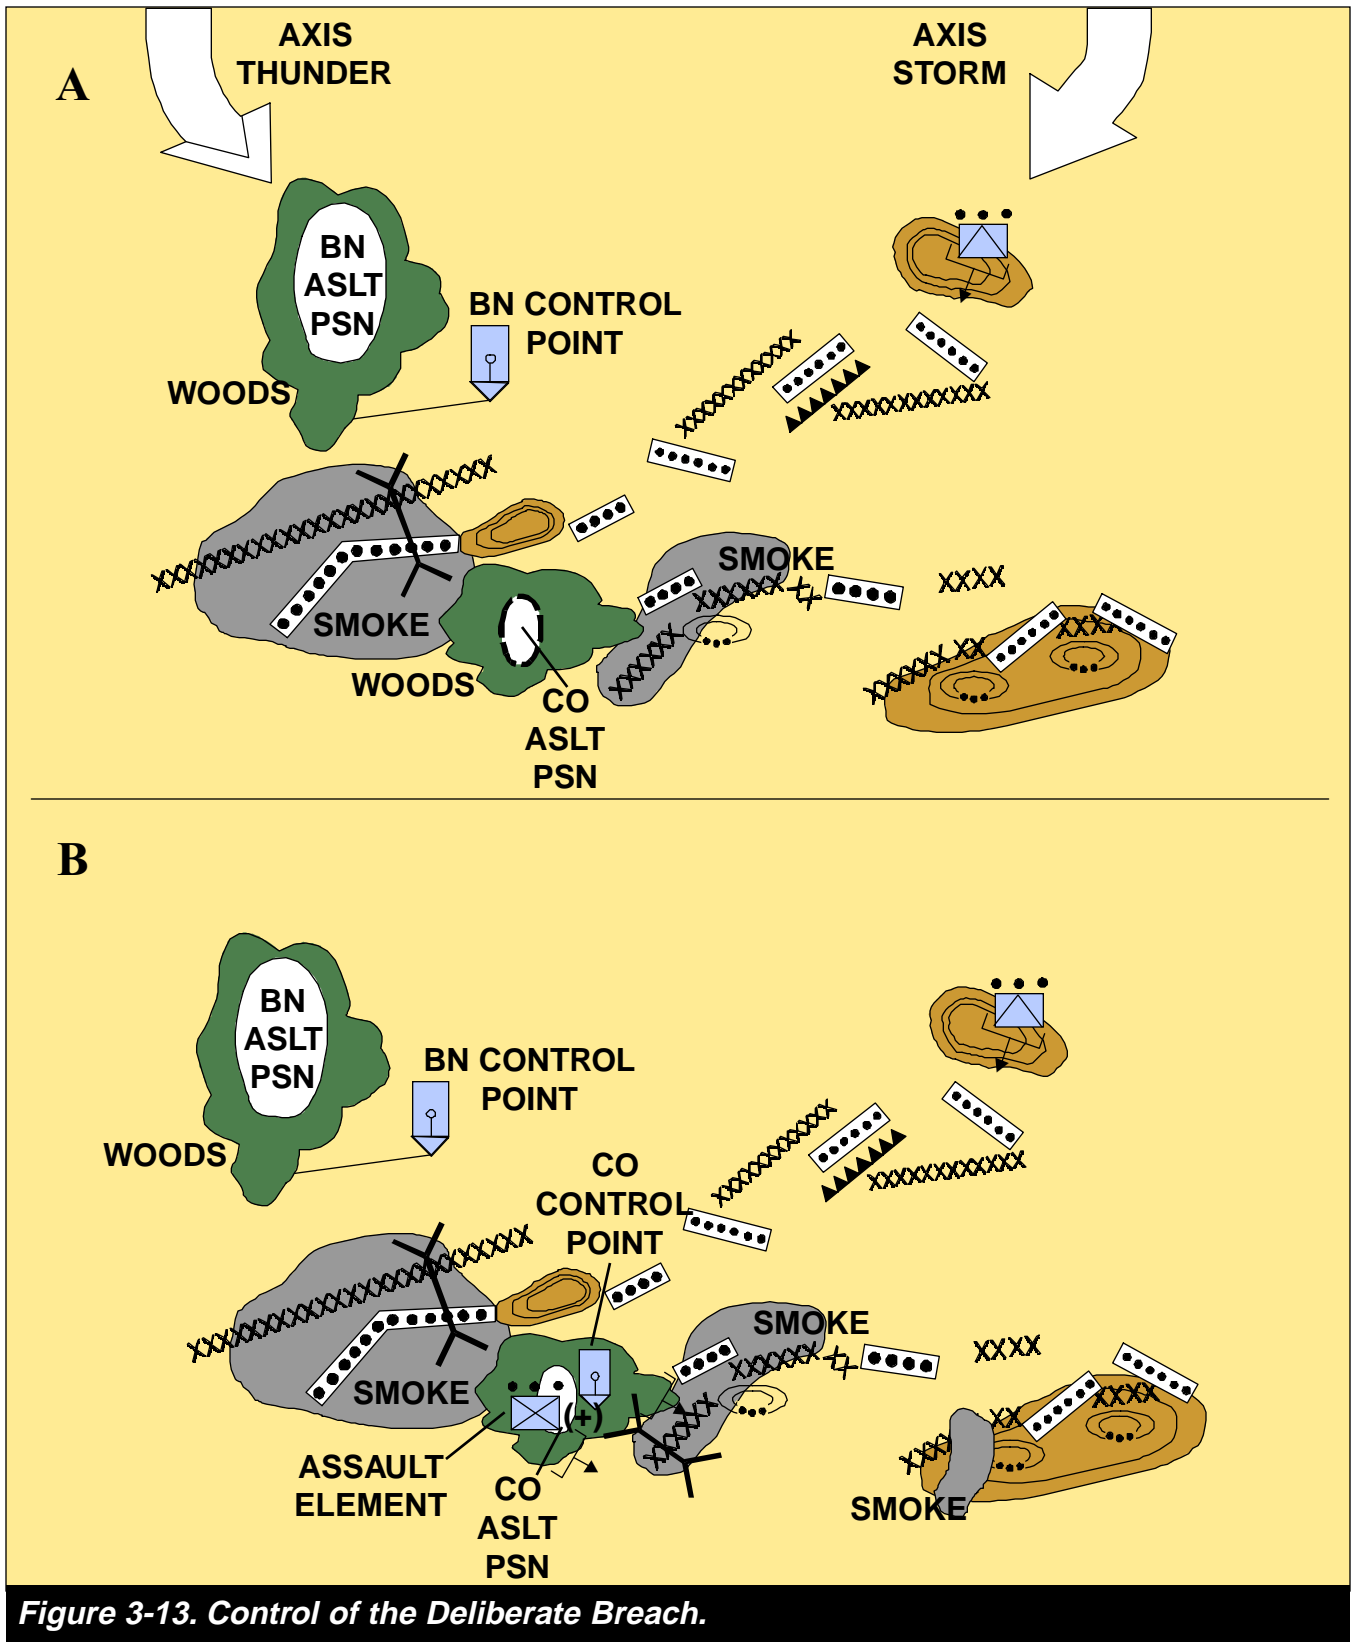 AXIS
THUNDER
AXIS
STORM
A
BN
ASLT
PSN
BN CONTROL
POINT
WOODS
SMOKE
SMOKE
WOODS
CO
ASLT
PSN
B
BN
ASLT
PSN
BN CONTROL
POINT
WOODS
CO
CONTROL
POINT
SMOKE
SMOKE
(+)
ASSAULT
ELEMENT
CO
ASLT
PSN
SMOKE
Figure 3-13. Control of the Deliberate Breach.